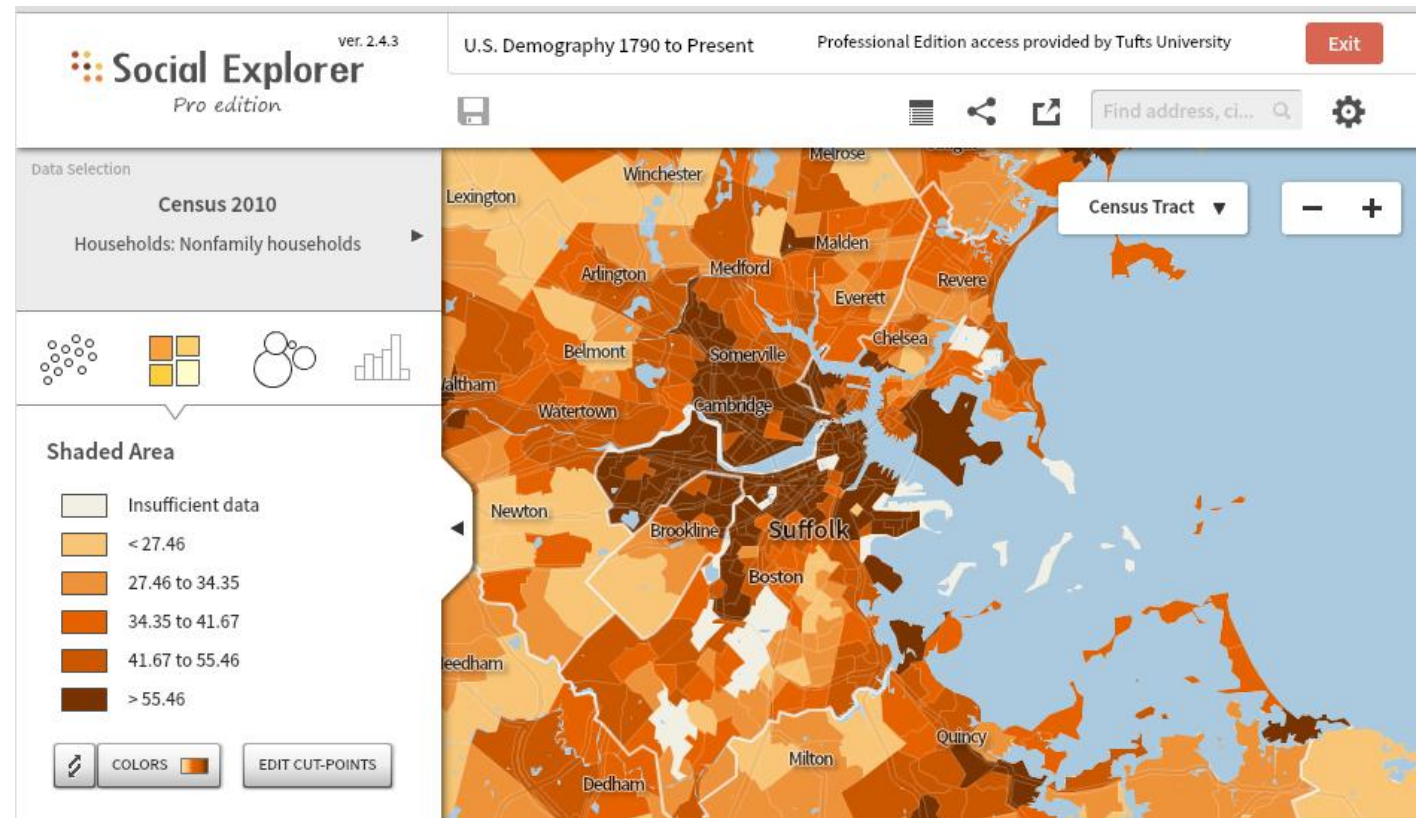 ver. 2.4.3
Social Explorer
Pro edition
U.S. Demography 1790 to Present
Professional Edition access provided by Tufts University
Exit
Find address, ci...
Data Selection
Census 2010
Households: Nonfamily households
Shaded Area
Insufficient data
< 27.46
27.46 to 34.35
34.35 to 41.67
41.67 to 55.46
> 55.46
COLORS
EDIT CUT-POINTS
Census Tract
Melrose
Winchester
Lexington
Malden
Arlington
Medford
Revere
Everett
Chelsea
Belmont
Somerville
altham
Watertown
Cambridge
Newton
Brookline
Suffolk
Boston
eedham
Quincy
Milton
Dedham